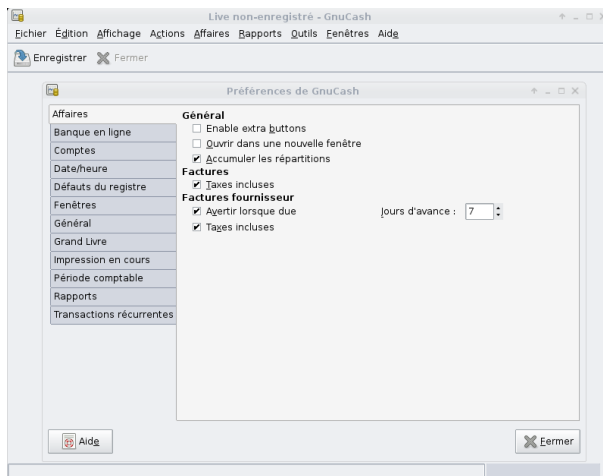 Live non-enregistré - GnuCash
Fichier Édition Affichage Actions Affaires Rapports Outils Fenêtres Aide
Enregistrer Fermer
Préférences de GnuCash
Affaires
Banque en ligne
Comptes
Date/heure
Défauts du registre
Fenêtres
Général
Grand Livre
Impression en cours
Période comptable
Rapports
Transactions récurrentes
Général
Enable extra buttons
Ouvrir dans une nouvelle fenêtre
Accumuler les répartitions
Factures
Taxes incluses
Factures fournisseur
Avertir lorsque due Jours d'avance : 7
Taxes incluses
Aide Fermer